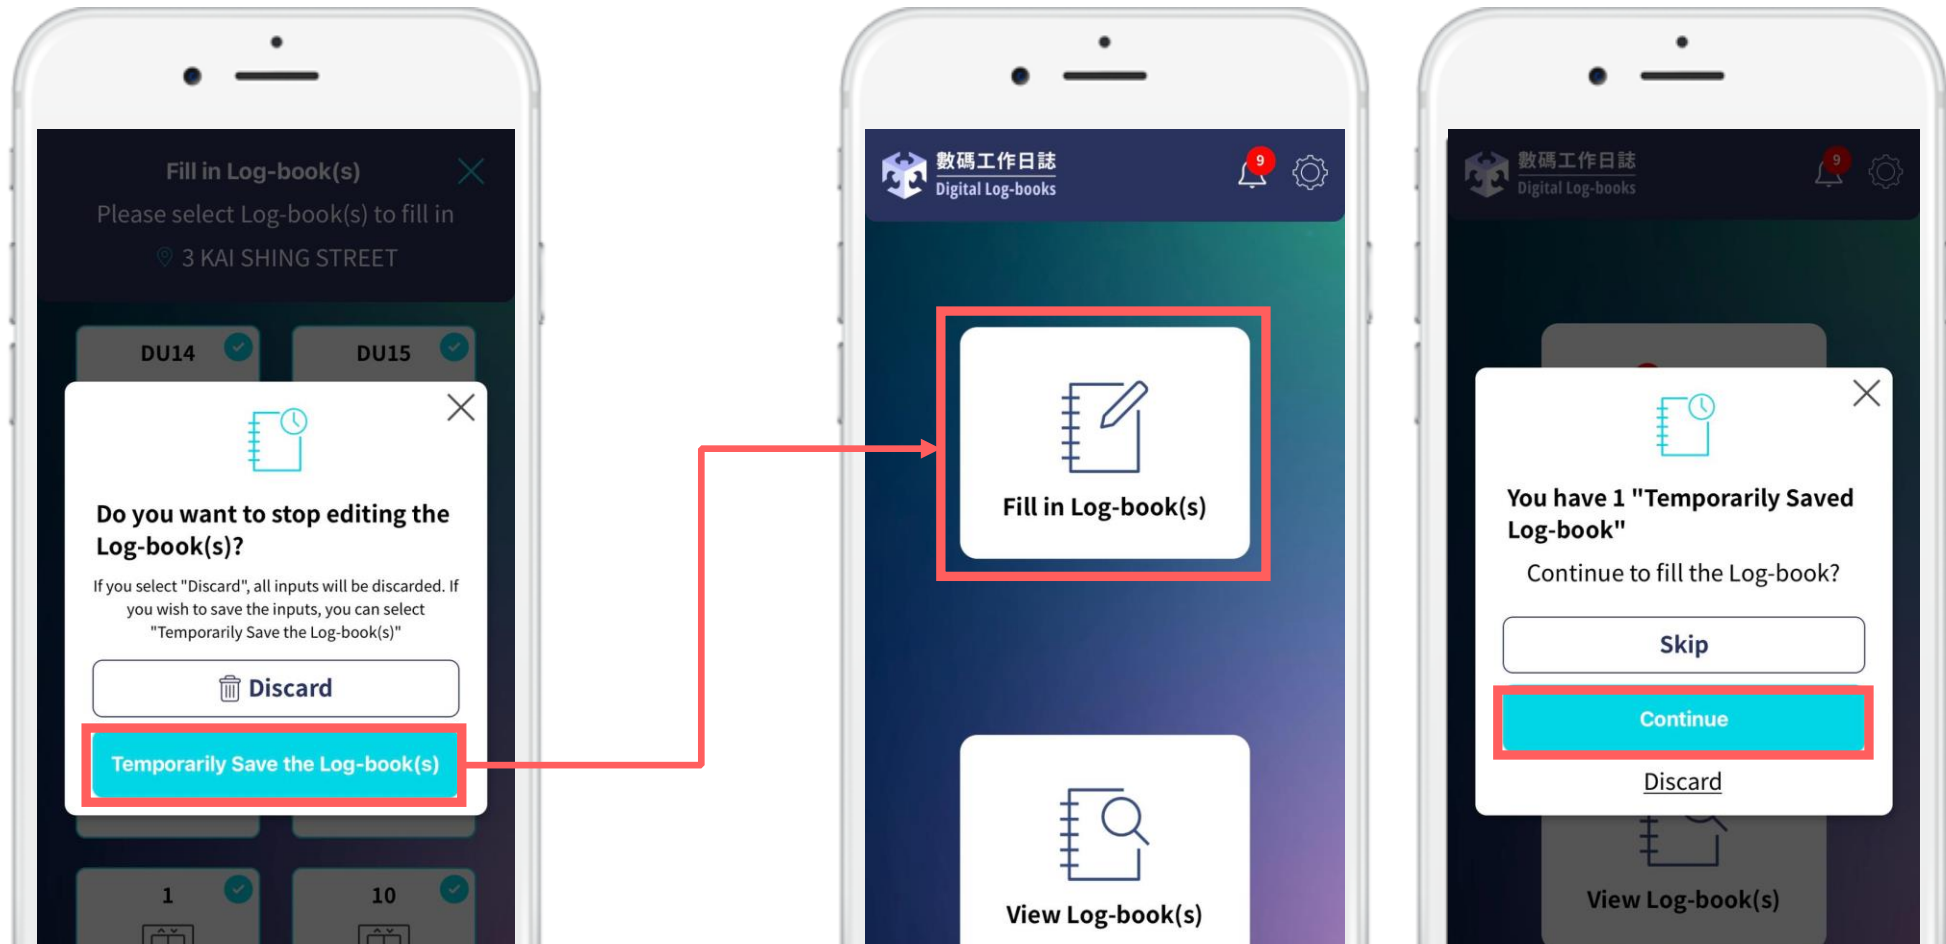 Fill in Log-book(s)
Please select Log-book(s) to fill in
3 KAI SHING STREET
DU14
DU15
Do you want to stop editing the
Log-book(s)?
If you select "Discard", all inputs will be discarded. If
you wish to save the inputs, you can select
"Temporarily Save the Log-book(s)"
Discard
Temporarily Save the Log-book(s)
1
10
數碼工作日誌
Digital Log-books
9
Fill in Log-book(s)
View Log-book(s)
數碼工作日誌
Digital Log-books
9
You have 1 "Temporarily Saved
Log-book"
Continue to fill the Log-book?
Skip
Continue
Discard
View Log-book(s)